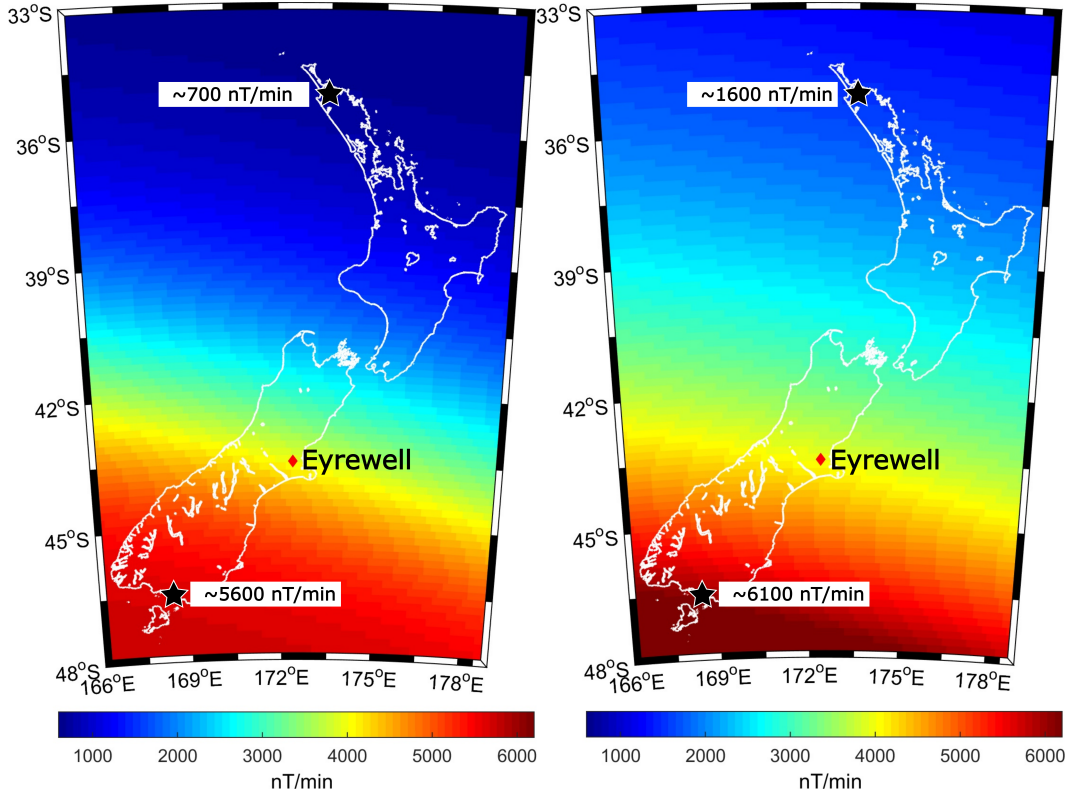 33°S
~700 nT/min
36°S
39°S
42°S
Eyrewell
45°S
~5600 nT/min
48°S
166°E 169°E 172°E 175°E 178°E
1000 2000 3000 4000 5000 6000
nT/min
33°S
~1600 nT/min
36°S
39°S
42°S
Eyrewell
45°S
~6100 nT/min
48°S
166°E 169°E 172°E 175°E 178°E
1000 2000 3000 4000 5000 6000
nT/min